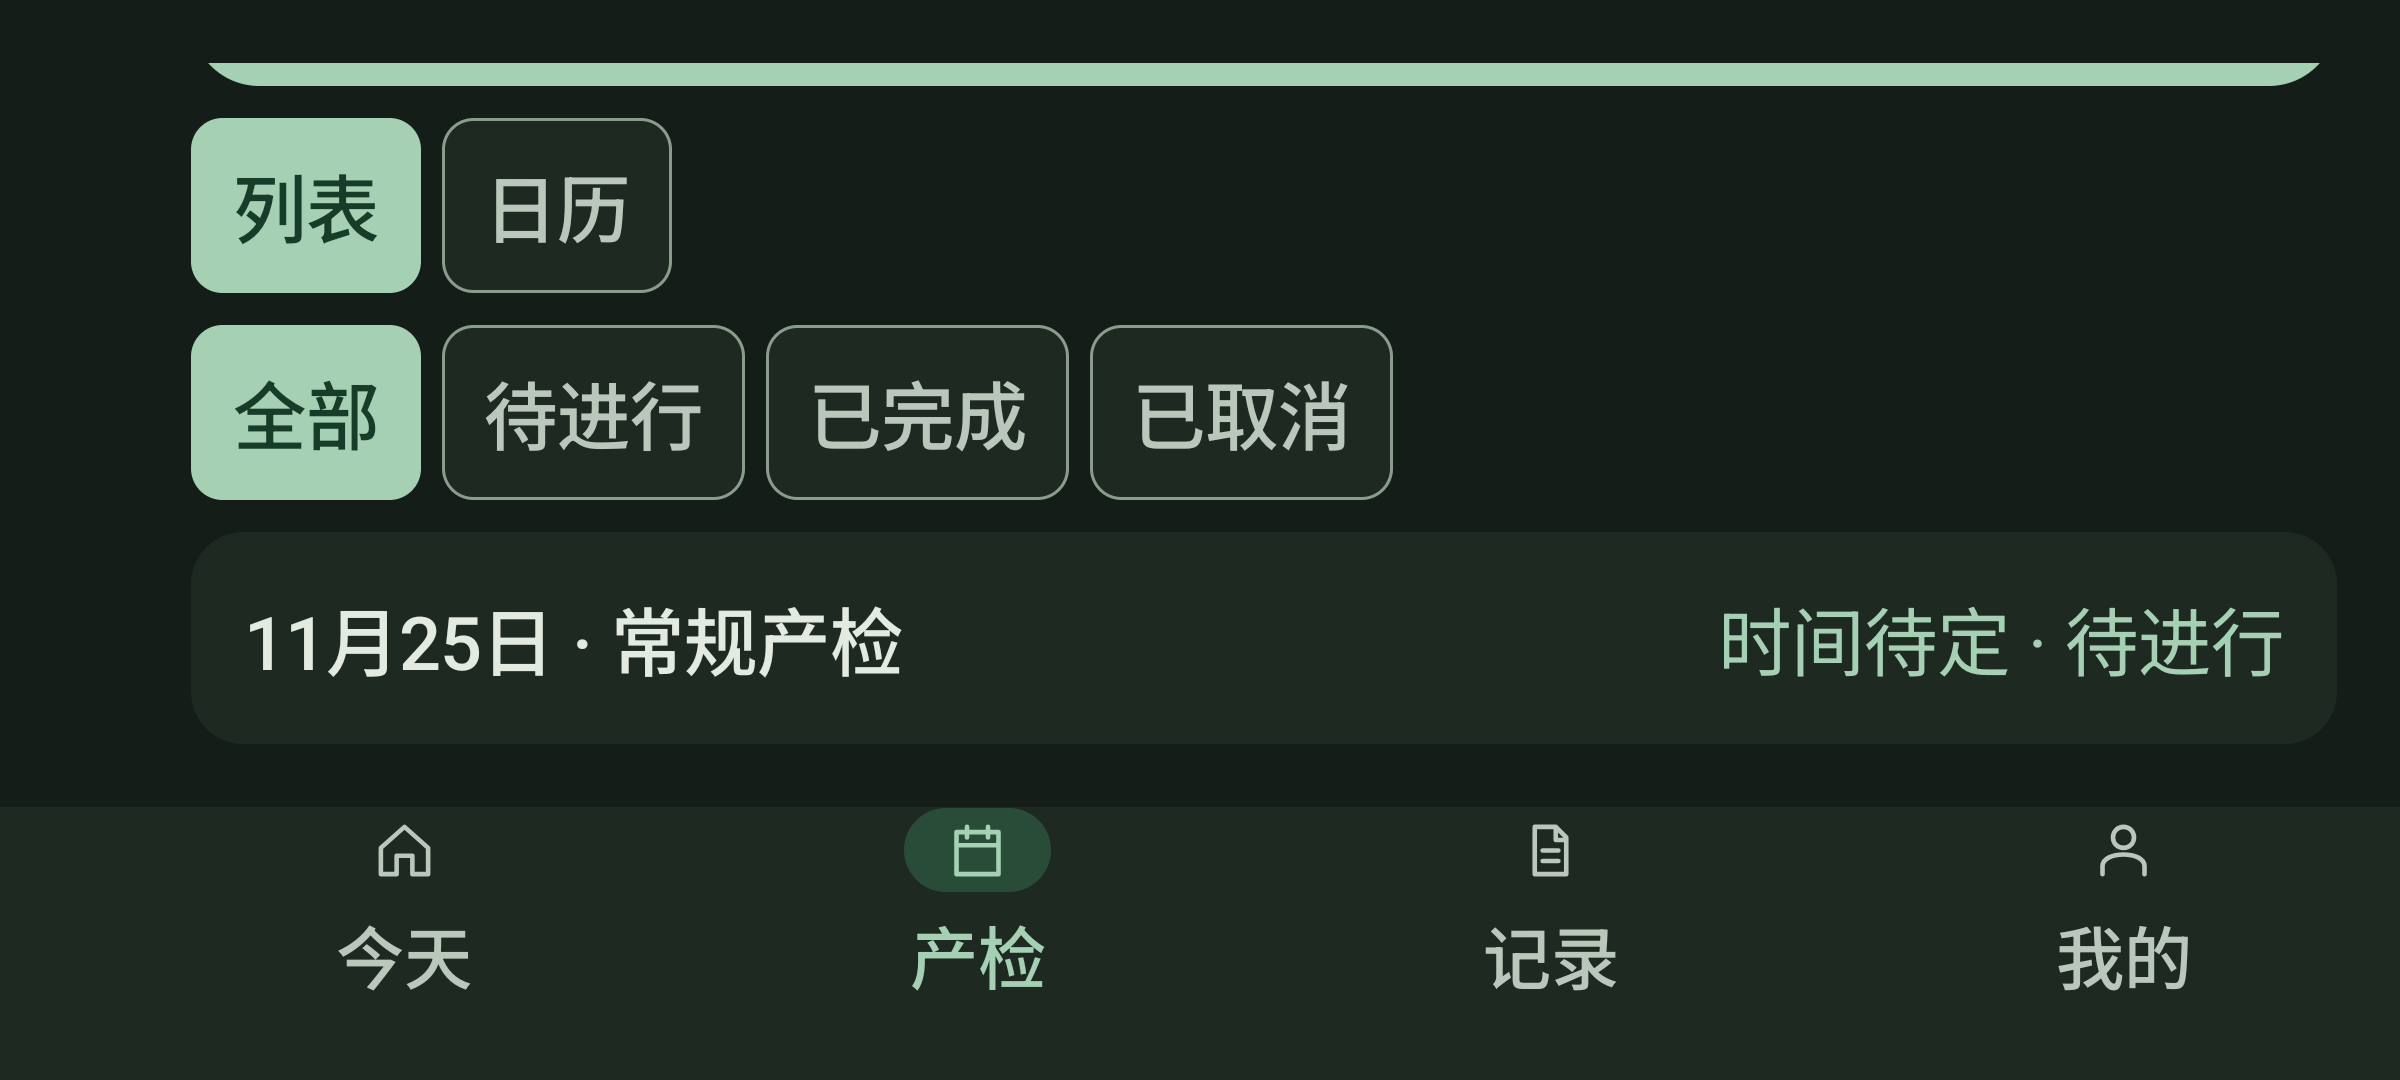 列表 日历
全部 待进行 已完成 已取消
11月25日 · 常规产检 时间待定 · 待进行
今天 产检 记录 我的